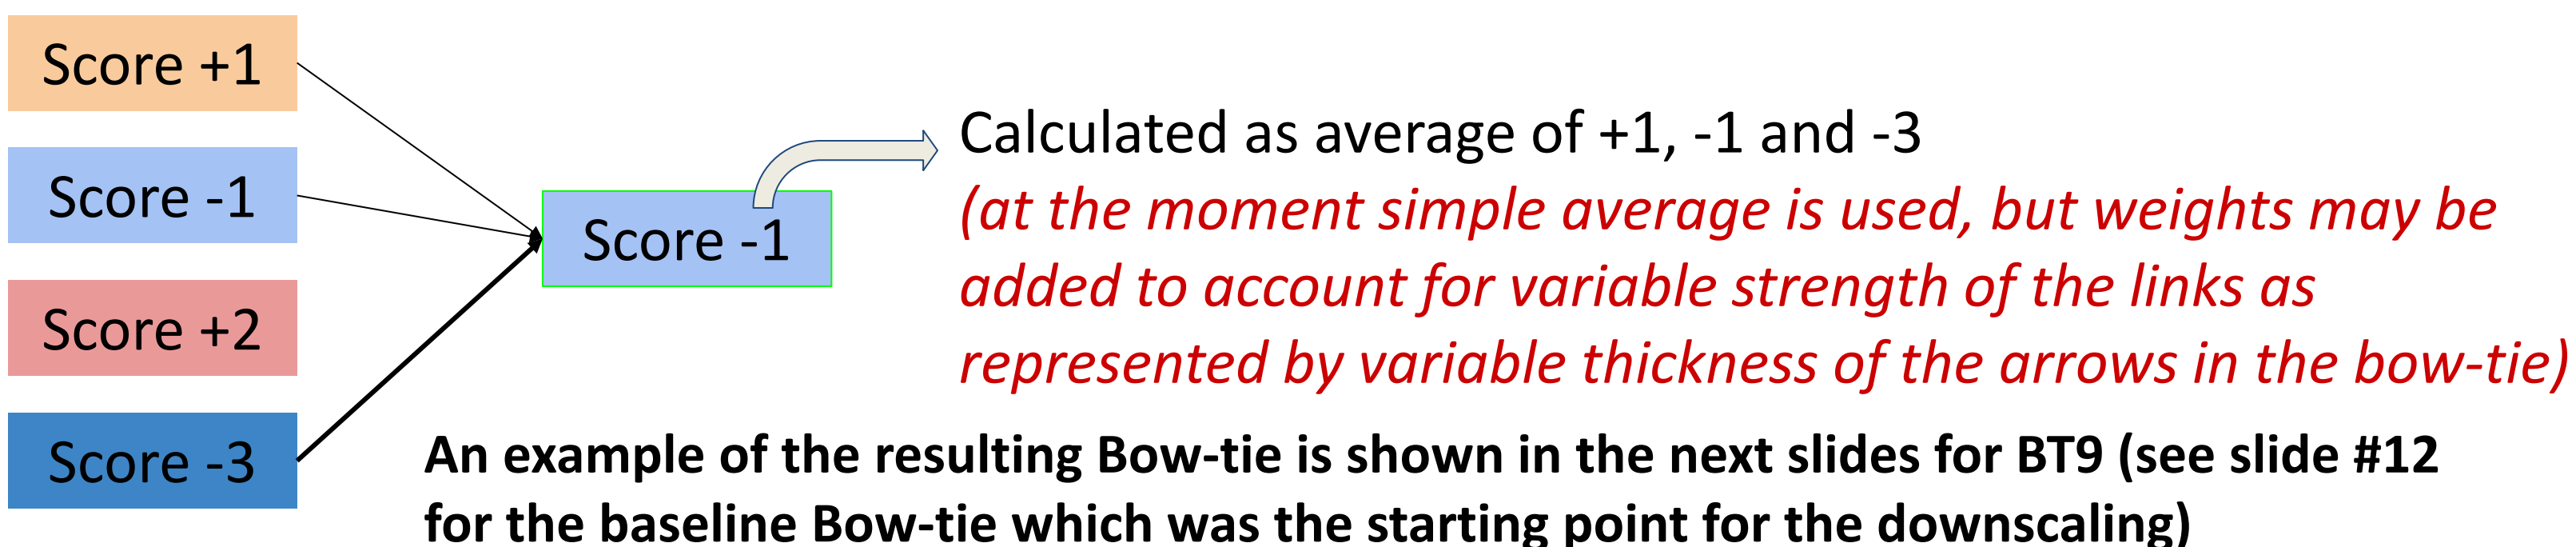 Score +1
Score -1
Score +2
Score -3
Score -1
Calculated as average of +1, -1 and -3
(at the moment simple average is used, but weights may be
added to account for variable strength of the links as
represented by variable thickness of the arrows in the bow-tie)
An example of the resulting Bow-tie is shown in the next slides for BT9 (see slide #12
for the baseline Bow-tie which was the starting point for the downscaling)